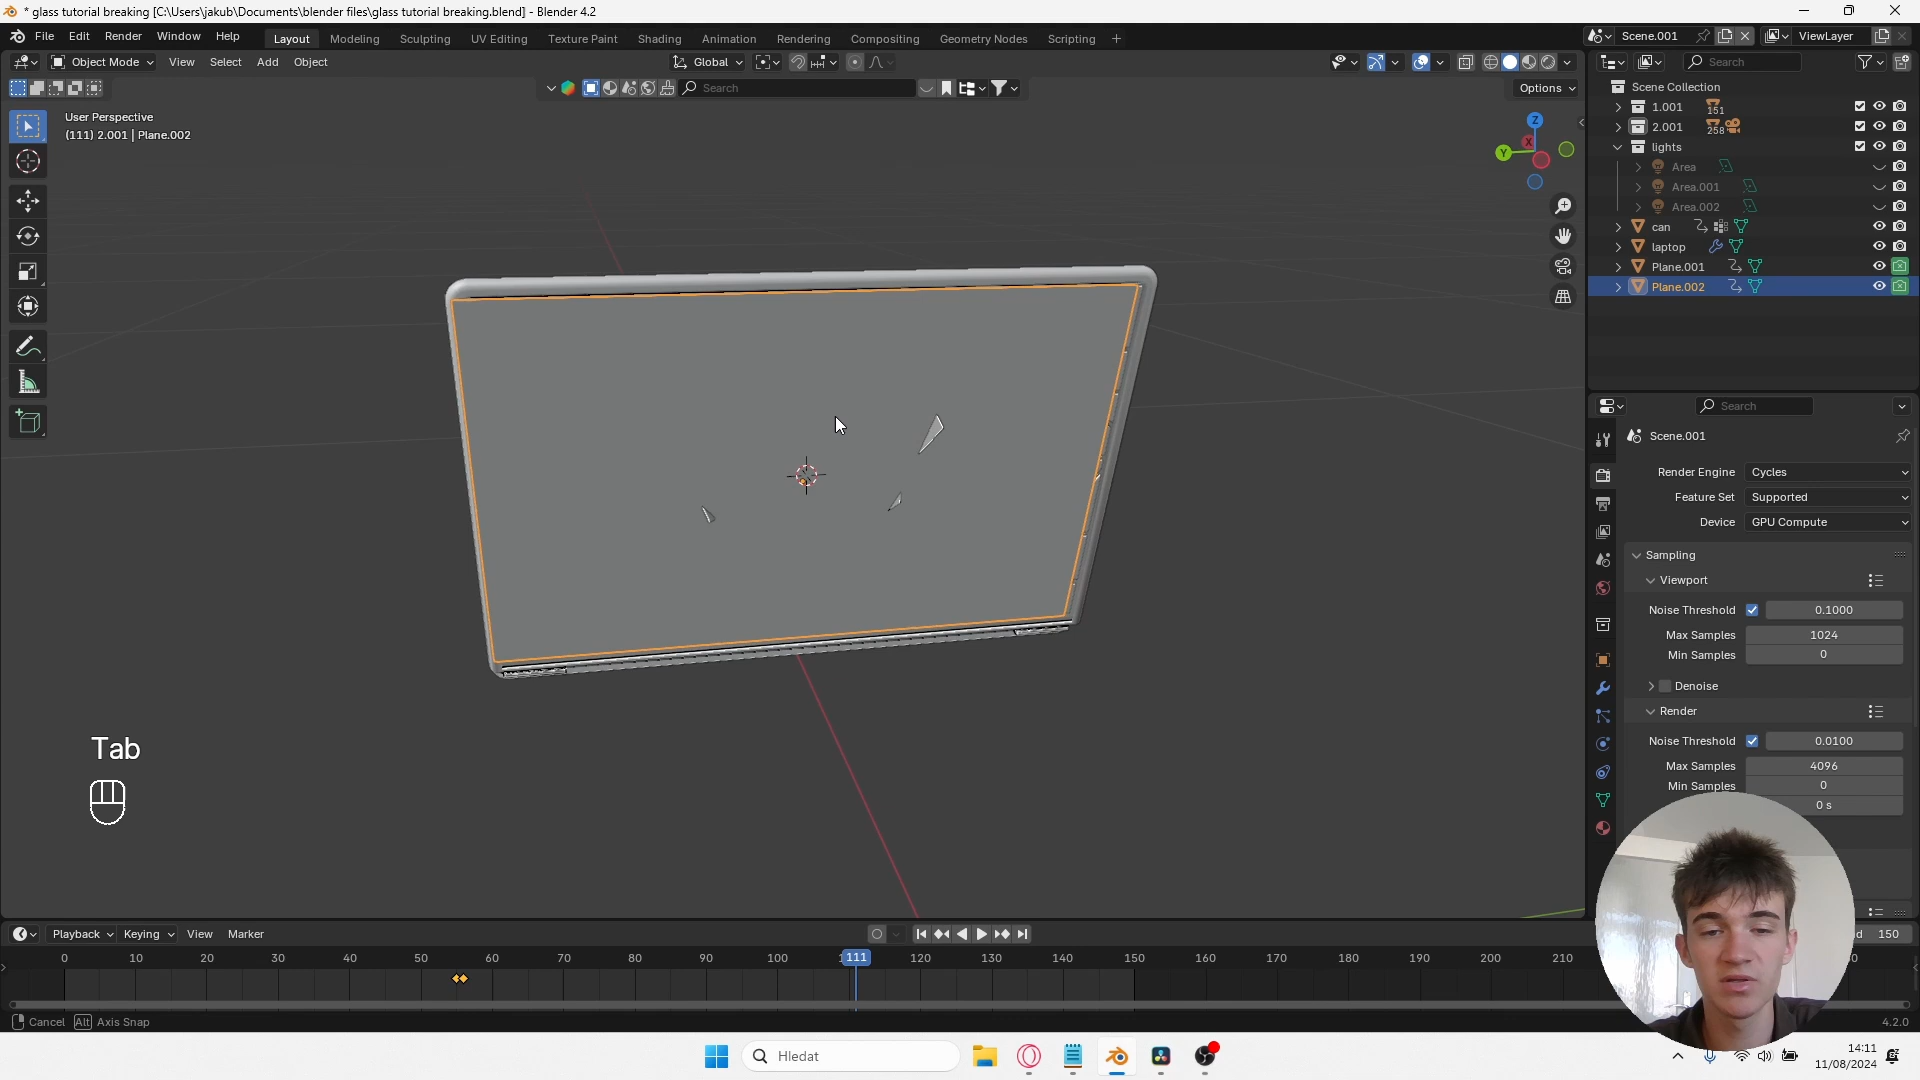 * glass tutorial breaking [C:\Users\jakub\Documents\blender files\glass tutorial breaking.blend] - Blender 4.2
File Edit Render Window Help Layout Modeling Sculpting UV Editing Texture Paint Shading Animation Rendering Compositing Geometry Nodes Scripting + Scene.001 ViewLayer
Object Mode View Select Add Object Global Search
Search Options
User Perspective
(111) 2.001 | Plane.002
Z
X
Y
Scene Collection
1.001 151
2.001 258
lights
Area
Area.001
Area.002
can
laptop
Plane.001
Plane.002
Search
Scene.001
Render Engine Cycles
Feature Set Supported
Device GPU Compute
Sampling
Viewport
Noise Threshold 0.1000
Max Samples 1024
Min Samples 0
Denoise
Render
Noise Threshold 0.0100
Max Samples 4096
Min Samples 0
0 s
Tab
Playback Keying View Marker d 150
0 10 20 30 40 50 60 70 80 90 100 111 120 130 140 150 160 170 180 190 200 210
Cancel Alt Axis Snap 4.2.0
Hledat
14:11
11/08/2024